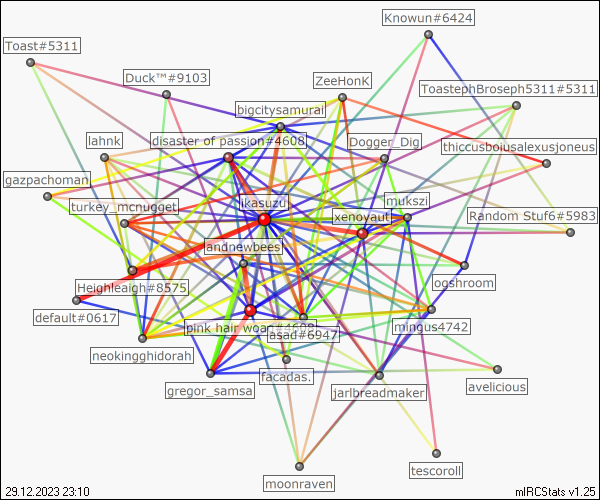 Knowun#6424
Toast#5311
Duck™#9103
ZeeHonK
ToastephBroseph5311#5311
bigcitysamurai
lahnk
disaster of passion#4608
Dogger_Dig
thiccusboiusalexusjoneus
gazpachoman
turkey_mcnugget
ikasuzu
mukszi
xenoyaut
Random Stuf6#5983
andnewbees
Heighleaigh#8575
logshroom
default#0617
pink hair woan#4608
asad#6947
mingus4742
neokingghidorah
facadas.
gregor_samsa
jarlbreadmaker
avelicious
tescoroll
moonraven
29.12.2023 23:10
mIRCStats v1.25